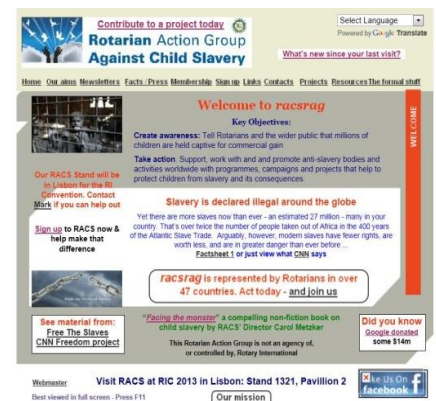 Contribute to a project today
Rotarian Action Group
Against Child Slavery
Select Language
Powered by Google Translate
What's new since your last visit?
Home Our aims Newsletters Facts / Press Membership Sign up Links Contacts Projects Resources The formal stuff
Welcome to racsrag
WELCOME
Key Objectives:
Create awareness: Tell Rotarians and the wider public that millions of
children are held captive for commercial gain
Take action. Support, work with and and promote anti-slavery bodies and
activities worldwide with programmes, campaigns and projects that help to
protect children from slavery and its consequences.
Our RACS Stand will be
in Lisbon for the RI
Convention. Contact
Mark if you can help out
Sign up to RACS now &
help make that
difference
Slavery is declared illegal around the globe
Yet there are more slaves now than ever - an estimated 27 million - many in your
country. That's over twice the number of people taken out of Africa in the 400 years
of the Atlantic Slave Trade. Arguably, however, modern slaves have fewer rights, are
worth less, and are in greater danger than ever before ...
Factsheet 1 or just view what CNN says
racsrag is represented by Rotarians in over
47 countries. Act today - and join us
See material from:
Free The Slaves
CNN Freedom project
"Facing the monster" a compelling non-fiction book on
child slavery by RACS' Director Carol Metzker
This Rotarian Action Group is not an agency of,
or controlled by, Rotary International
Did you know
Google donated
some $14m
Webmaster
Visit RACS at RIC 2013 in Lisbon: Stand 1321, Pavillion 2
Best viewed in full screen - Press F11
Our mission
Like Us On
facebook